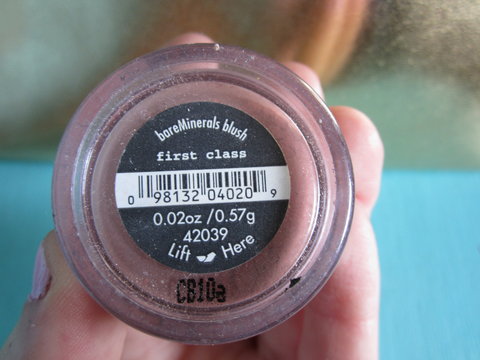 bareMinerals blush
first class
0 98132 04020 9
0.02oz /0.57g
42039
Lift Here
CB10a